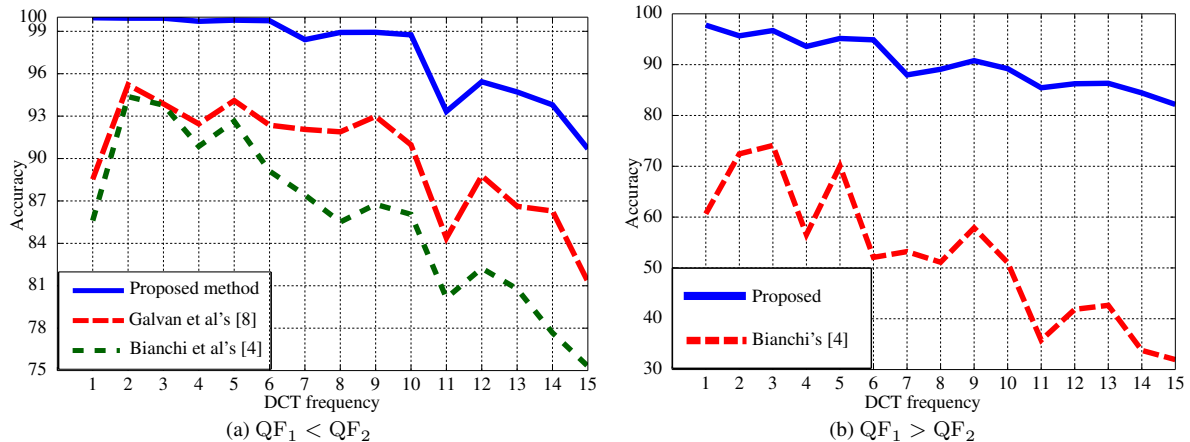 Accuracy
100
99
96
93
90
87
84
81
78
75
Proposed method
Galvan et al's [8]
Bianchi et al's [4]
1 2 3 4 5 6 7 8 9 10 11 12 13 14 15
DCT frequency
(a) QF1 < QF2
Accuracy
100
90
80
70
60
50
40
30
Proposed
Bianchi's [4]
1 2 3 4 5 6 7 8 9 10 11 12 13 14 15
DCT frequency
(b) QF1 > QF2